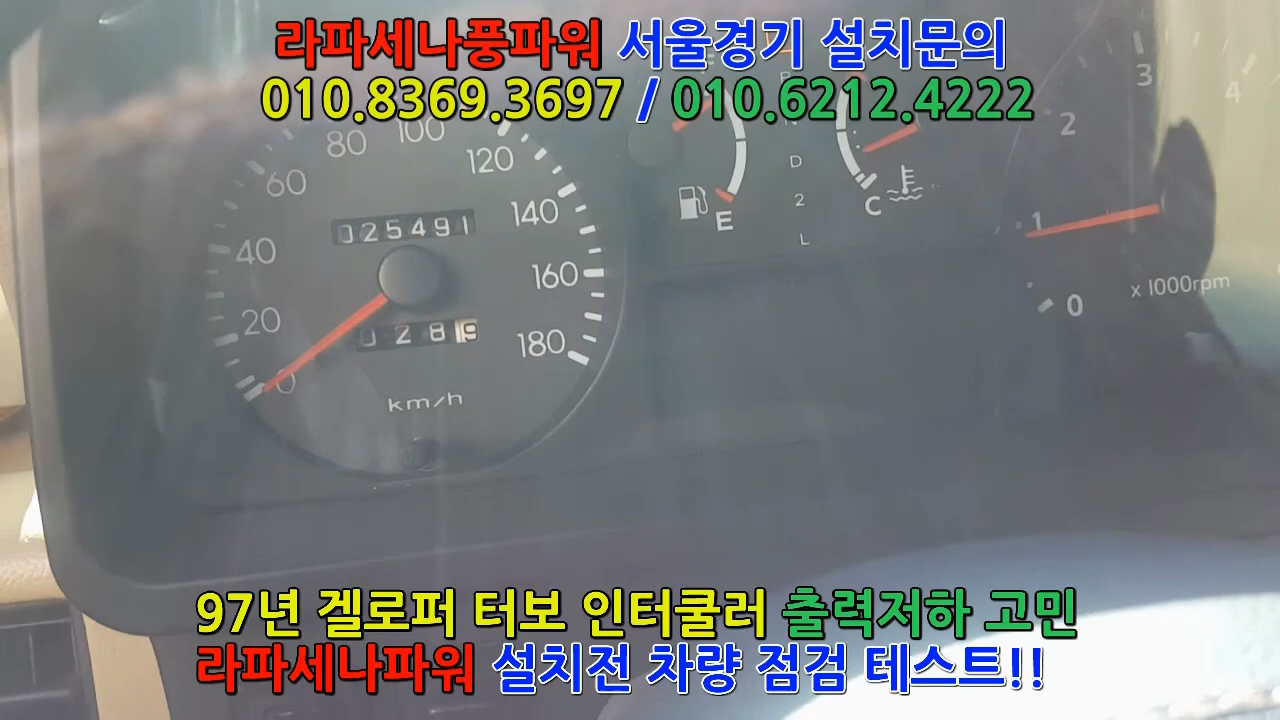 라파세나풍파워 서울경기 설치문의
010.8369.3697 / 010.6212.4222
80 100 120
60 140
40 160
20 180
0
025491
0289
km/h
E
D
2
L
C
1 2 3 4
0 x 1000rpm
97년 겔로퍼 터보 인터쿨러 출력저하 고민
라파세나파워 설치전 차량 점검 테스트!!